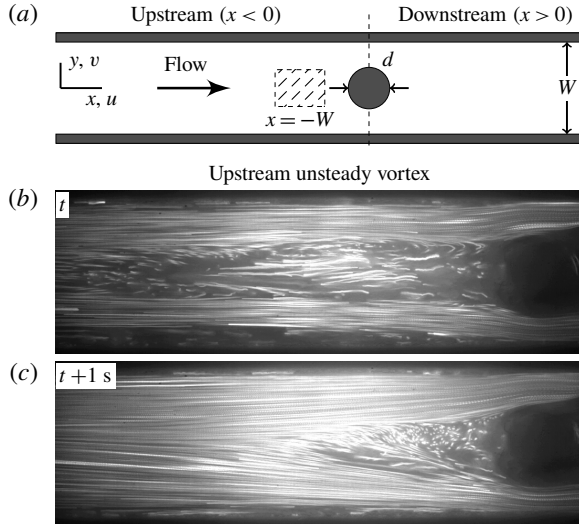 (a) Upstream (x < 0) Downstream (x > 0)
y, v
x, u
Flow
d
W
x = −W
Upstream unsteady vortex
(b) t
(c) t + 1 s